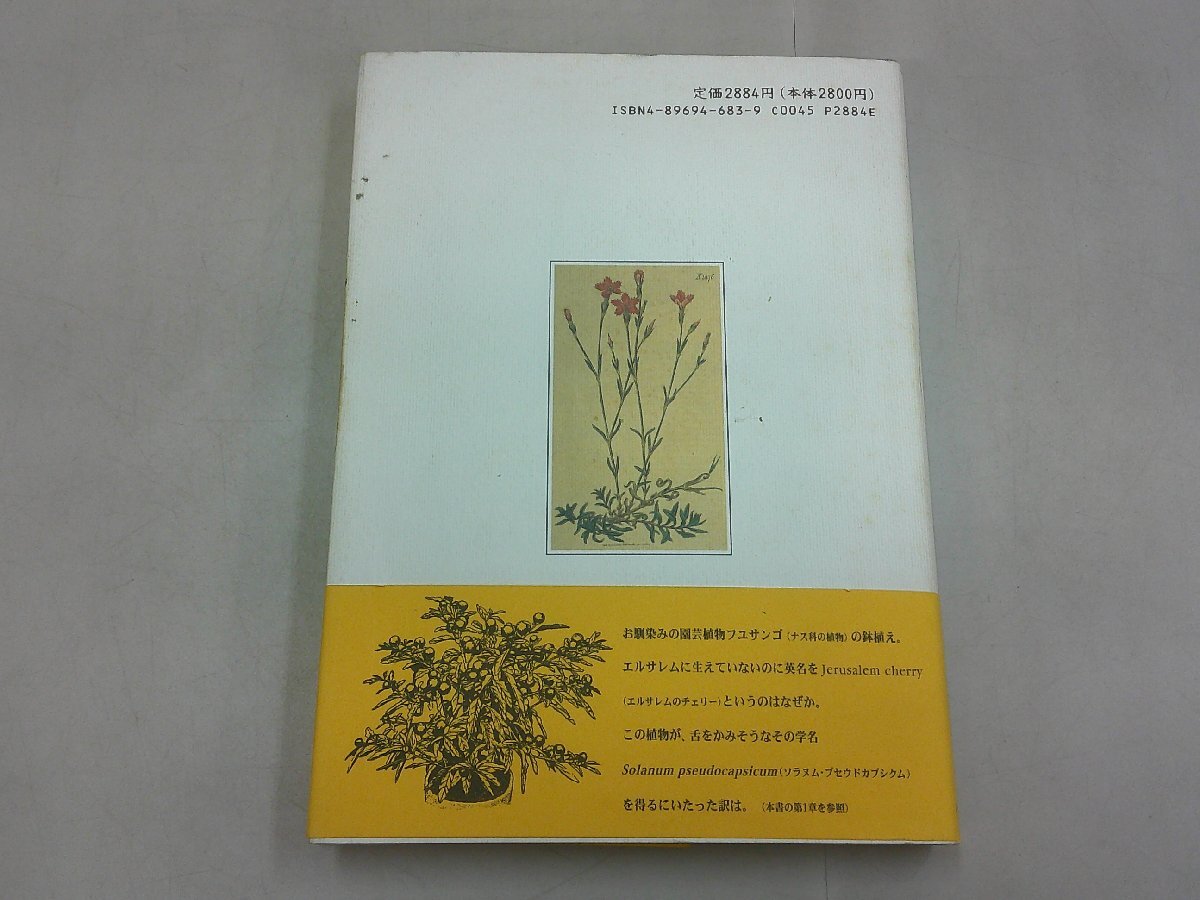 定価2884円(本体2800円)
ISBN4-89694-683-9 C0045 P2884E
お馴染みの園芸植物フユサンゴ(ナス科の植物)の鉢植え。
エルサレムに生えていないのに英名をJerusalem cherry
(エルサレムのチェリー)というのはなぜか。
この植物が、舌をかみそうなその学名
Solanum pseudocapsicum(ソラヌム・プセウドカプシクム)
を得るにいたった訳は。(本書の第1章を参照)